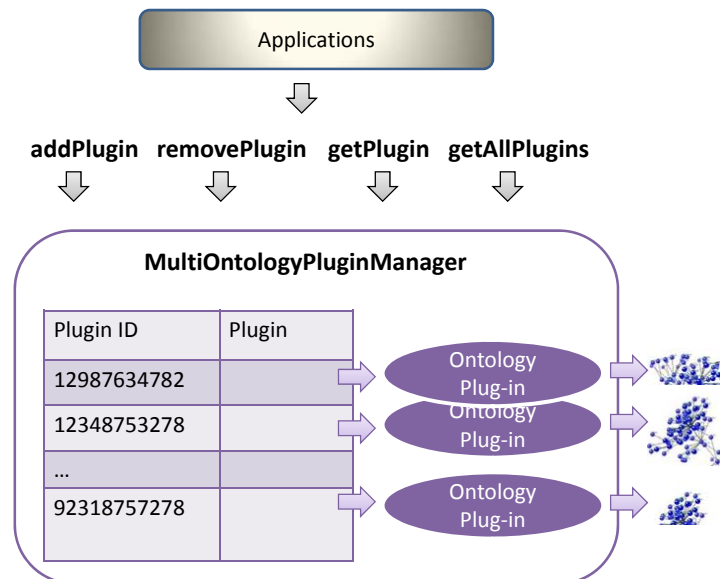 Applications
addPlugin removePlugin getPlugin getAllPlugins
MultiOntologyPluginManager
Plugin ID Plugin
12987634782
12348753278
…
92318757278
Ontology
Plug-in
Ontology
Plug-in
Ontology
Plug-in